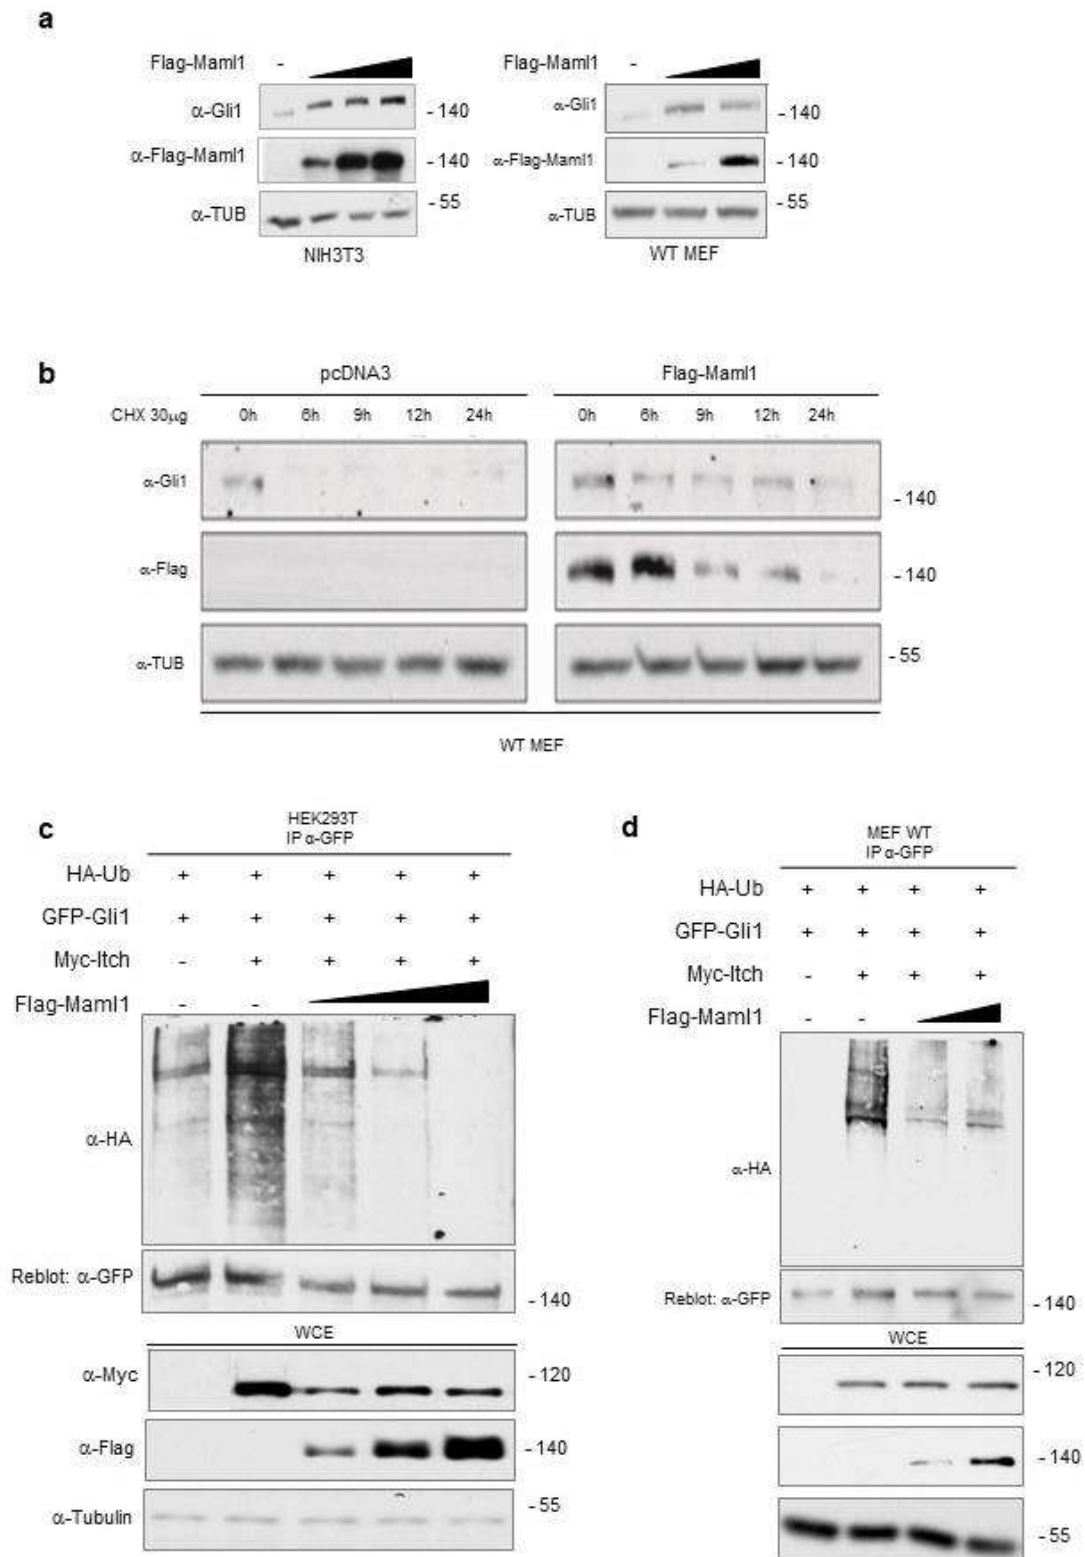 a
Flag-Maml1 -
α-Gli1 - 140
α-Flag-Maml1 - 140
α-TUB - 55
NIH3T3
Flag-Maml1 -
α-Gli1 - 140
α-Flag-Maml1 - 140
α-TUB - 55
WT MEF
b
pcDNA3 Flag-Maml1
CHX 30μg 0h 6h 9h 12h 24h 0h 6h 9h 12h 24h
α-Gli1 - 140
α-Flag - 140
α-TUB - 55
WT MEF
c
HEK293T
IP α-GFP
HA-Ub + + + + +
GFP-Gli1 + + + + +
Myc-Itch - + + + +
Flag-Maml1 - -
α-HA
Reblot: α-GFP - 140
WCE
α-Myc - 120
α-Flag - 140
α-Tubulin - 55
d
MEF WT
IP α-GFP
HA-Ub + + + +
GFP-Gli1 + + + +
Myc-Itch - + + +
Flag-Maml1 - -
α-HA
Reblot: α-GFP - 140
WCE
- 120
- 140
- 55